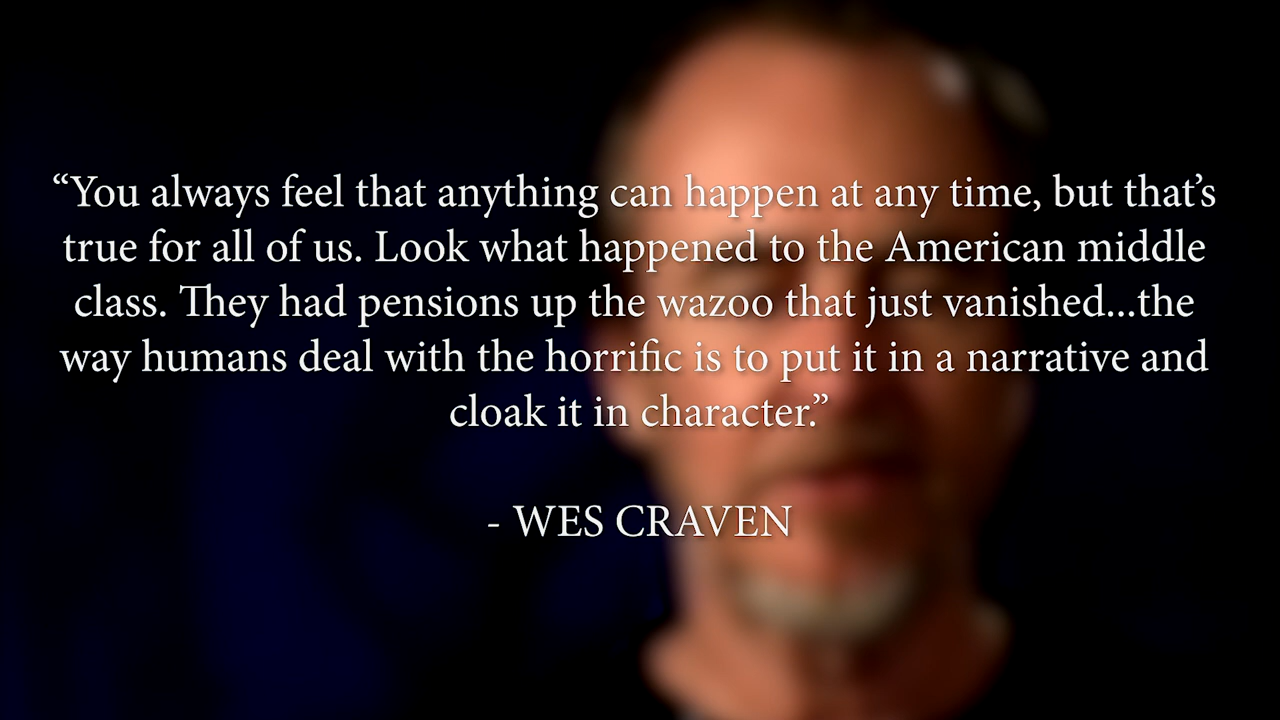 “You always feel that anything can happen at any time, but that’s
true for all of us. Look what happened to the American middle
class. They had pensions up the wazoo that just vanished...the
way humans deal with the horrific is to put it in a narrative and
cloak it in character.”
- WES CRAVEN